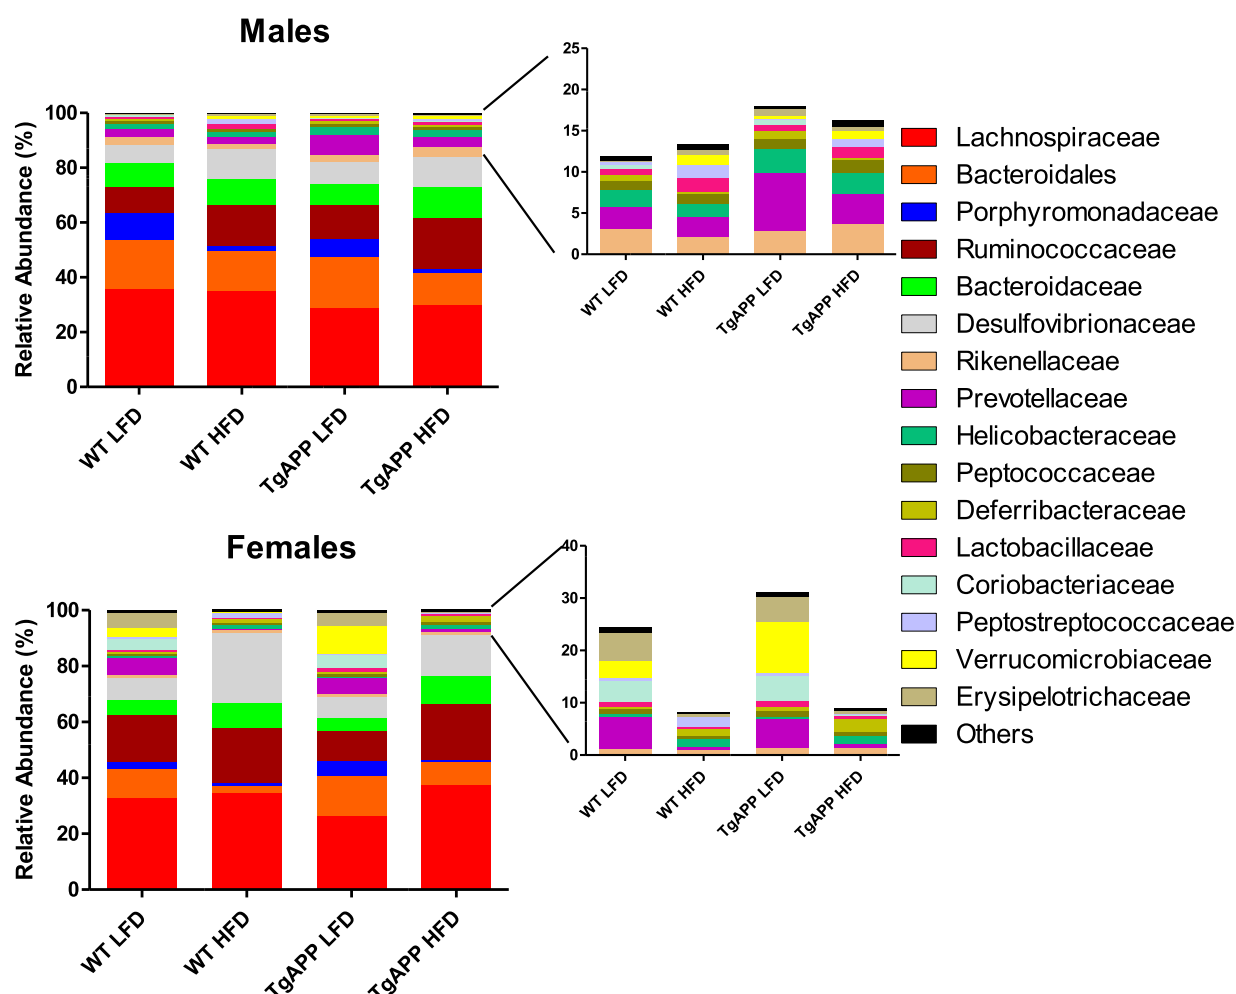 Males
Relative Abundance (%)
100
80
60
40
20
0
WT LFD
WT HFD
TgAPP LFD
TgAPP HFD
25
20
15
10
5
0
WT LFD
WT HFD
TgAPP LFD
TgAPP HFD
Lachnospiraceae
Bacteroidales
Porphyromonadaceae
Ruminococcaceae
Bacteroidaceae
Desulfovibrionaceae
Rikenellaceae
Prevotellaceae
Helicobacteraceae
Peptococcaceae
Deferribacteraceae
Lactobacillaceae
Coriobacteriaceae
Peptostreptococcaceae
Verrucomicrobiaceae
Erysipelotrichaceae
Others
Females
Relative Abundance (%)
100
80
60
40
20
0
WT LFD
WT HFD
TgAPP LFD
TgAPP HFD
40
30
20
10
0
WT LFD
WT HFD
TgAPP LFD
TgAPP HFD